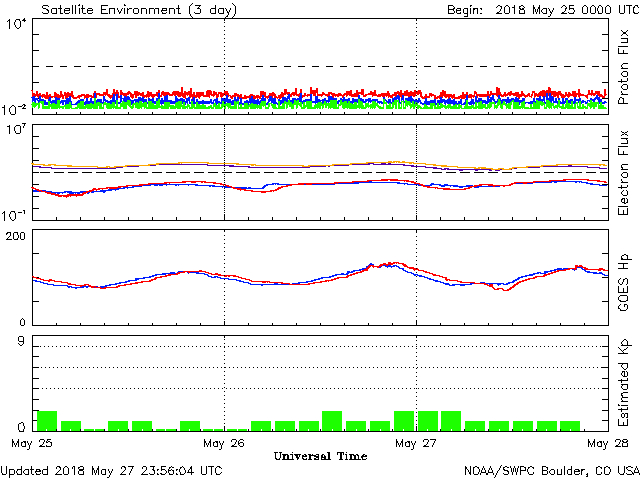 Satellite Environment (3 day) Begin: 2018 May 25 0000 UTC
10⁴
10⁻²
Proton Flux
10⁷
10⁻¹
Electron Flux
200
0
GOES Hp
9
0
Estimated Kp
May 25 May 26 May 27 May 28
Universal Time
Updated 2018 May 27 23:56:04 UTC NOAA/SWPC Boulder, CO USA